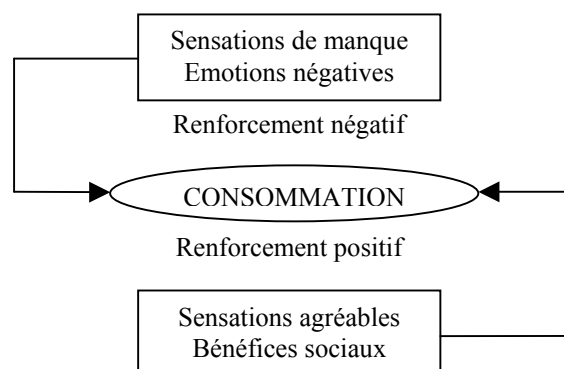 Sensations de manque
Emotions négatives
Renforcement négatif
CONSOMMATION
Renforcement positif
Sensations agréables
Bénéfices sociaux